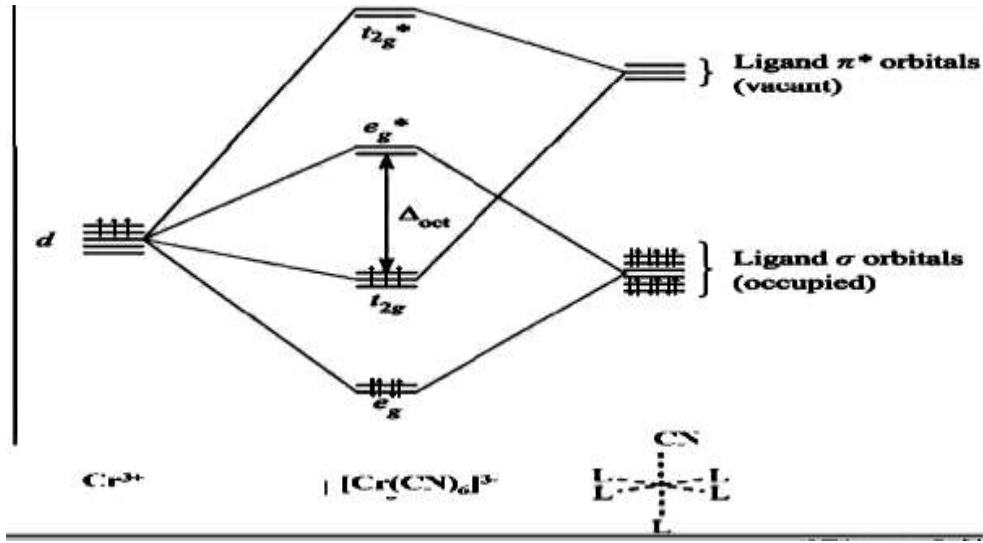 t2g*
Ligand π* orbitals
(vacant)
eg*
Δoct
d
Ligand σ orbitals
(occupied)
t2g
eg
CN
Cr3+
[Cr(CN)6]3-
L L
L L
L